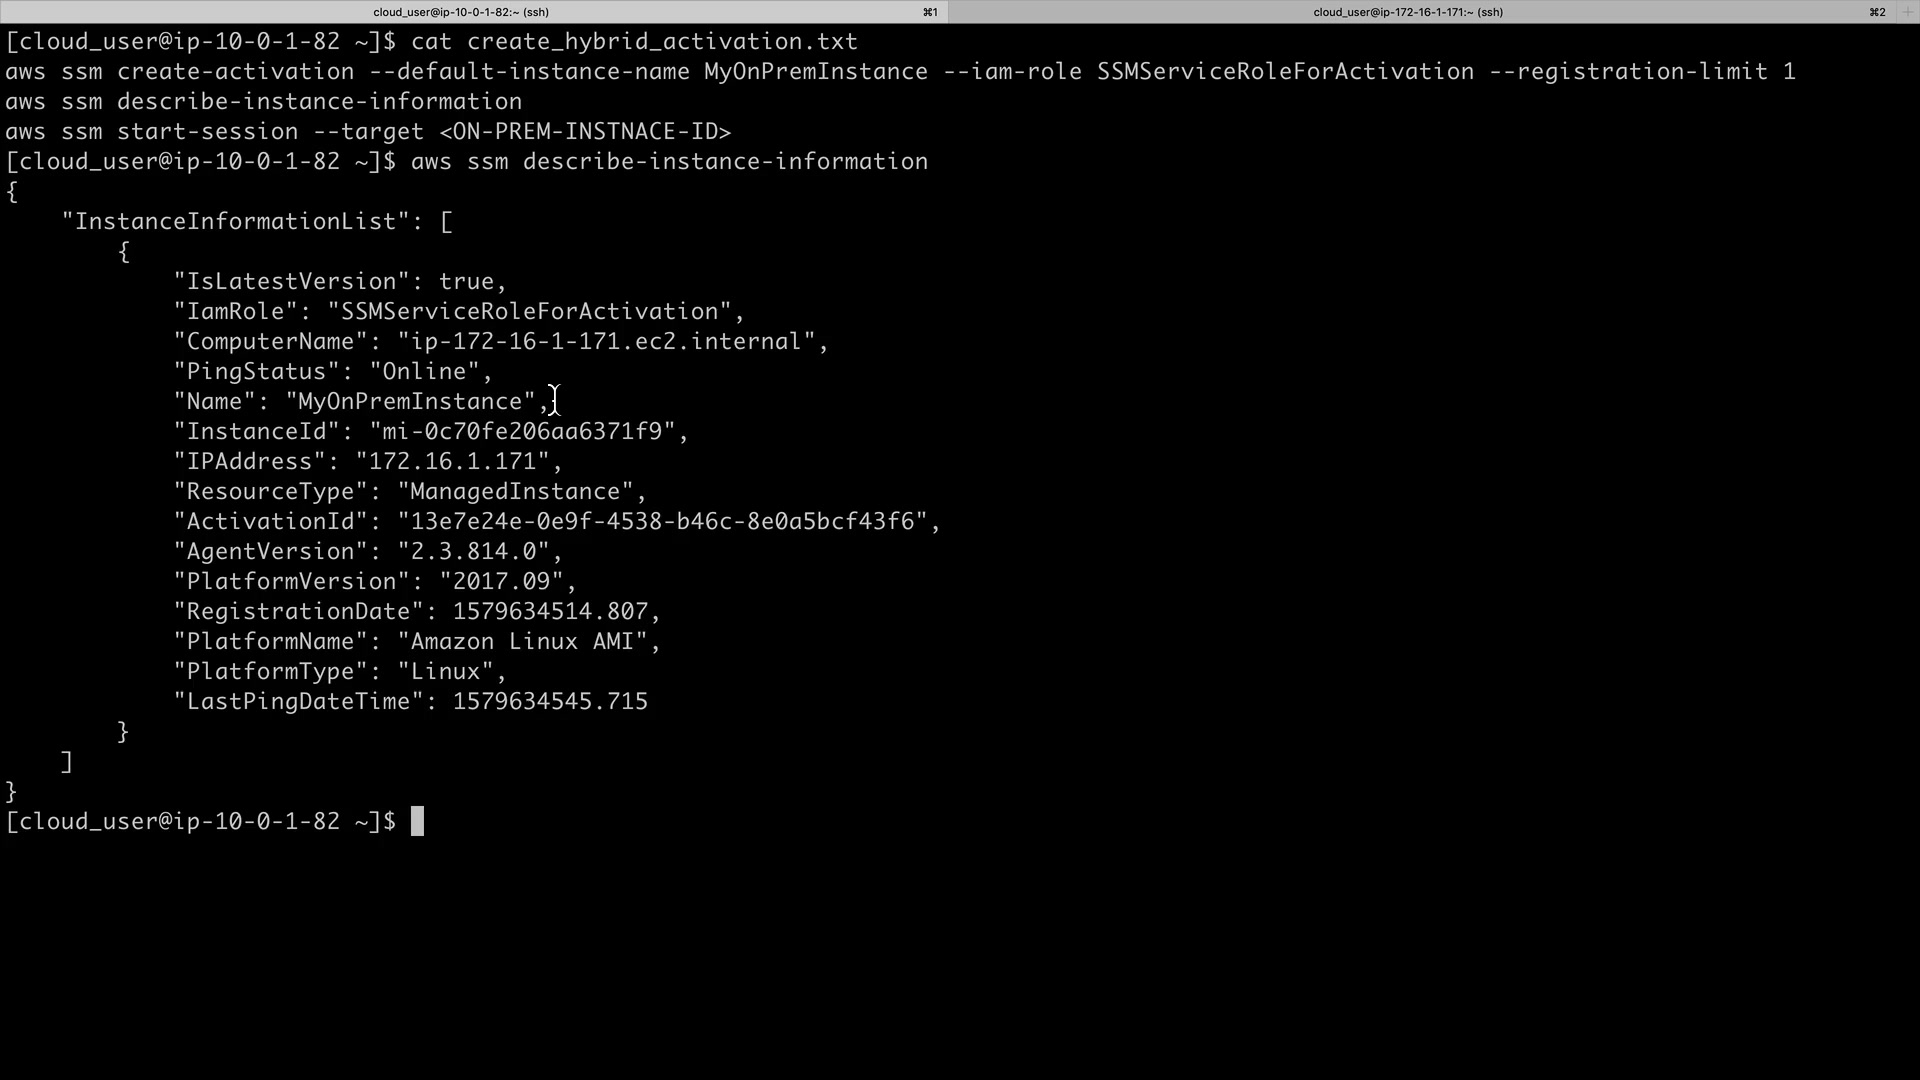 cloud_user@ip-10-0-1-82:~ (ssh) ⌘1 cloud_user@ip-172-16-1-171:~ (ssh) ⌘2 +
[cloud_user@ip-10-0-1-82 ~]$ cat create_hybrid_activation.txt
aws ssm create-activation --default-instance-name MyOnPremInstance --iam-role SSMServiceRoleForActivation --registration-limit 1
aws ssm describe-instance-information
aws ssm start-session --target <ON-PREM-INSTNACE-ID>
[cloud_user@ip-10-0-1-82 ~]$ aws ssm describe-instance-information
{
    "InstanceInformationList": [
        {
            "IsLatestVersion": true,
            "IamRole": "SSMServiceRoleForActivation",
            "ComputerName": "ip-172-16-1-171.ec2.internal",
            "PingStatus": "Online",
            "Name": "MyOnPremInstance",
            "InstanceId": "mi-0c70fe206aa6371f9",
            "IPAddress": "172.16.1.171",
            "ResourceType": "ManagedInstance",
            "ActivationId": "13e7e24e-0e9f-4538-b46c-8e0a5bcf43f6",
            "AgentVersion": "2.3.814.0",
            "PlatformVersion": "2017.09",
            "RegistrationDate": 1579634514.807,
            "PlatformName": "Amazon Linux AMI",
            "PlatformType": "Linux",
            "LastPingDateTime": 1579634545.715
        }
    ]
}
[cloud_user@ip-10-0-1-82 ~]$